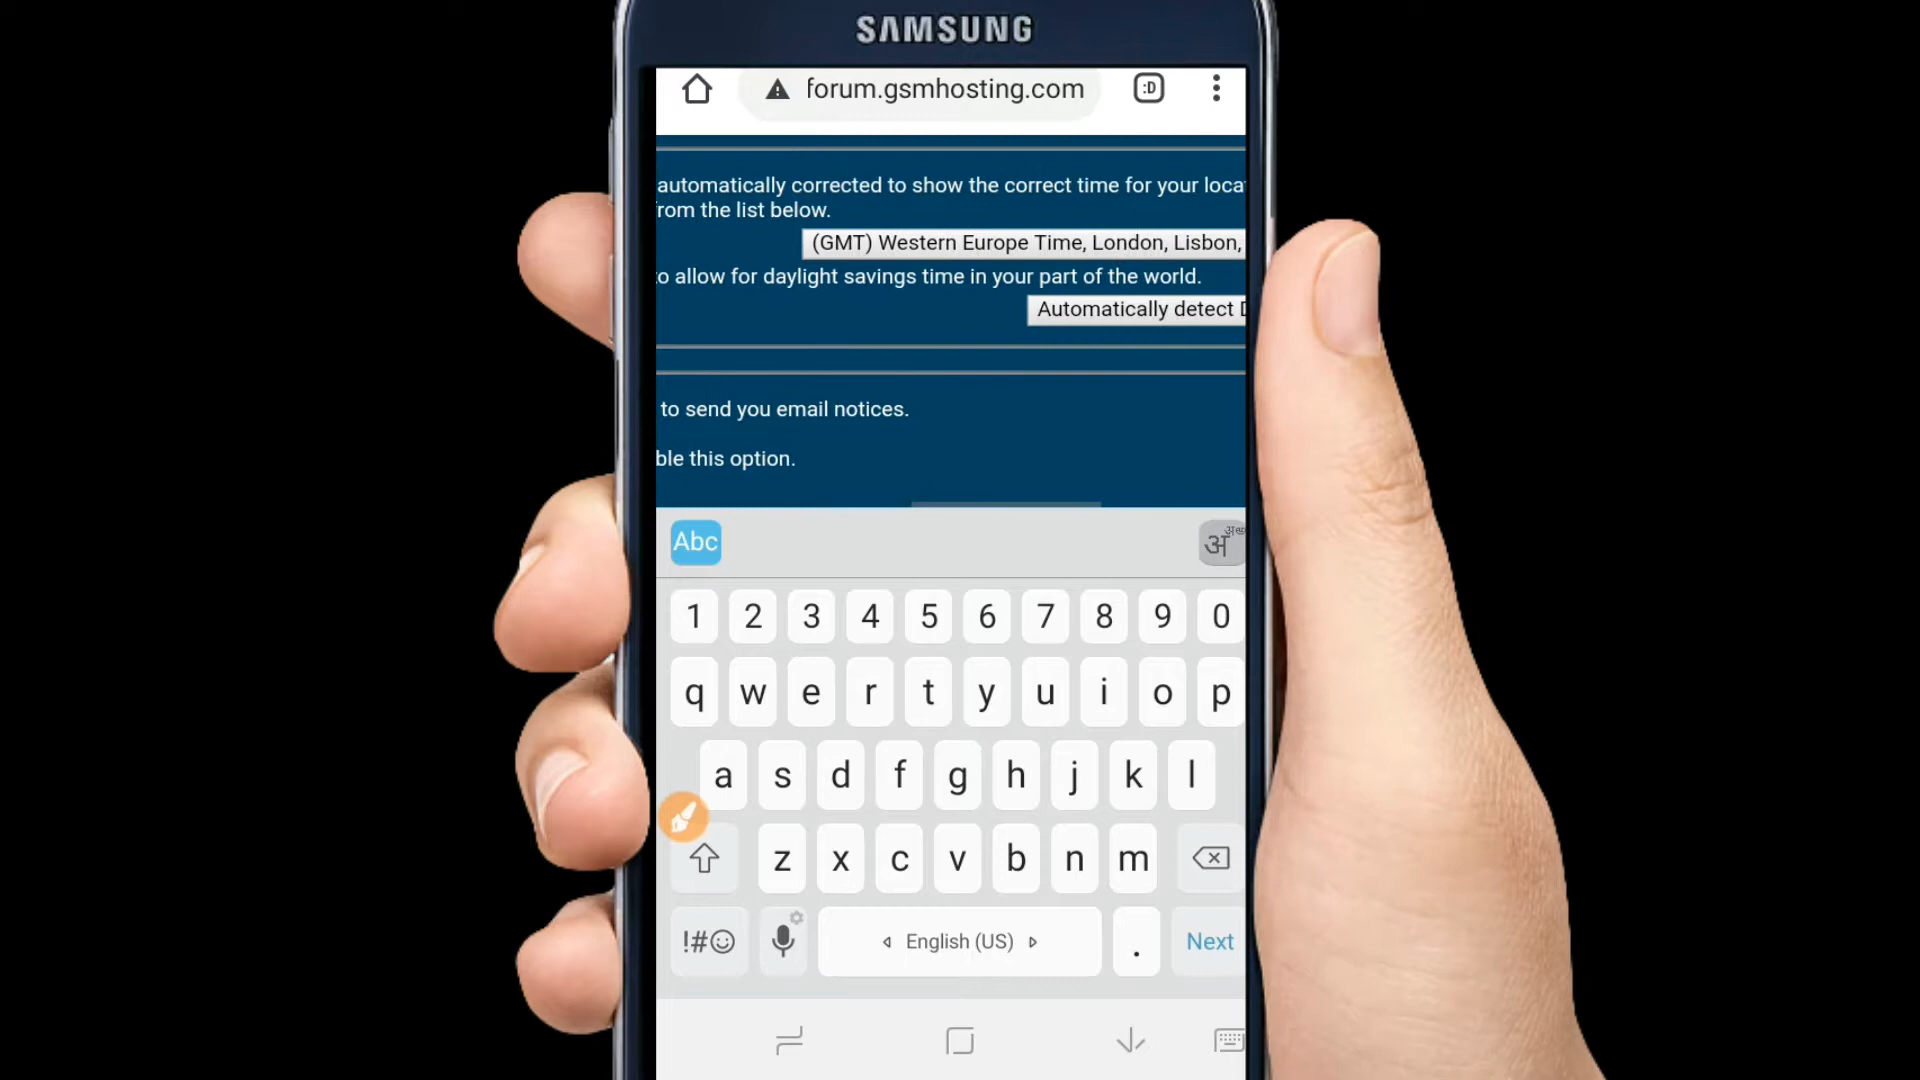 SAMSUNG
forum.gsmhosting.com
:D
automatically corrected to show the correct time for your loca
rom the list below.
(GMT) Western Europe Time, London, Lisbon,
o allow for daylight savings time in your part of the world.
Automatically detect D
to send you email notices.
ble this option.
Abc
अ
1 2 3 4 5 6 7 8 9 0
q w e r t y u i o p
a s d f g h j k l
z x c v b n m
!#☺ English (US) . Next